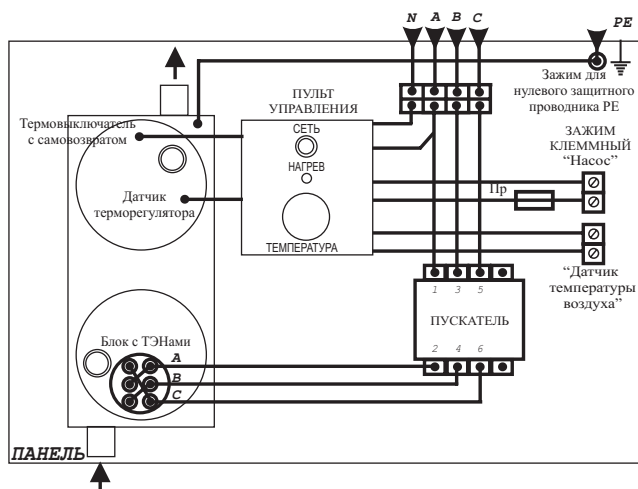 N A B C
PE
Зажим для
нулевого защитного
проводника PE
ПУЛЬТ
УПРАВЛЕНИЯ
Термовыключатель
с самовозвратом
СЕТЬ
НАГРЕВ
ТЕМПЕРАТУРА
ЗАЖИМ
КЛЕММНЫЙ
“Насос”
Датчик
терморегулятора
Пр
“Датчик
температуры
воздуха”
1 3 5
ПУСКАТЕЛЬ
2 4 6
Блок с ТЭНами
A
B
C
ПАНЕЛЬ